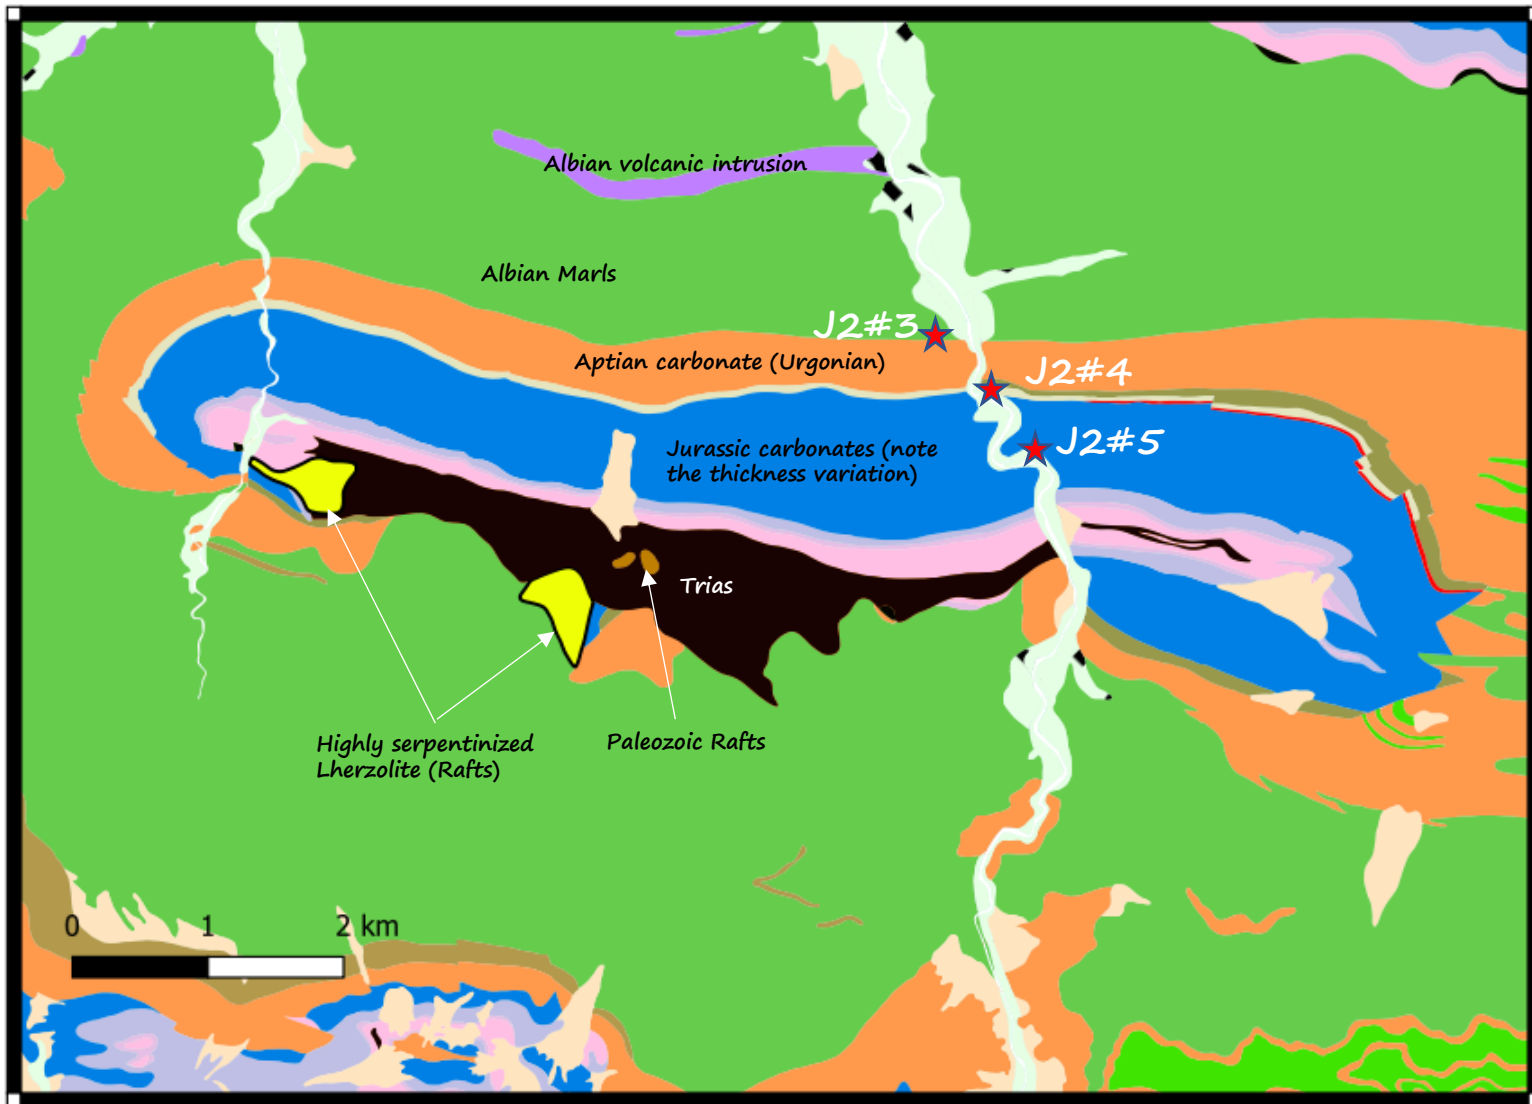 Albian volcanic intrusion
Albian Marls
J2#3
Aptian carbonate (Urgonian)
J2#4
J2#5
Jurassic carbonates (note
the thickness variation)
Trias
Highly serpentinized
Lherzolite (Rafts)
Paleozoic Rafts
0 1 2 km